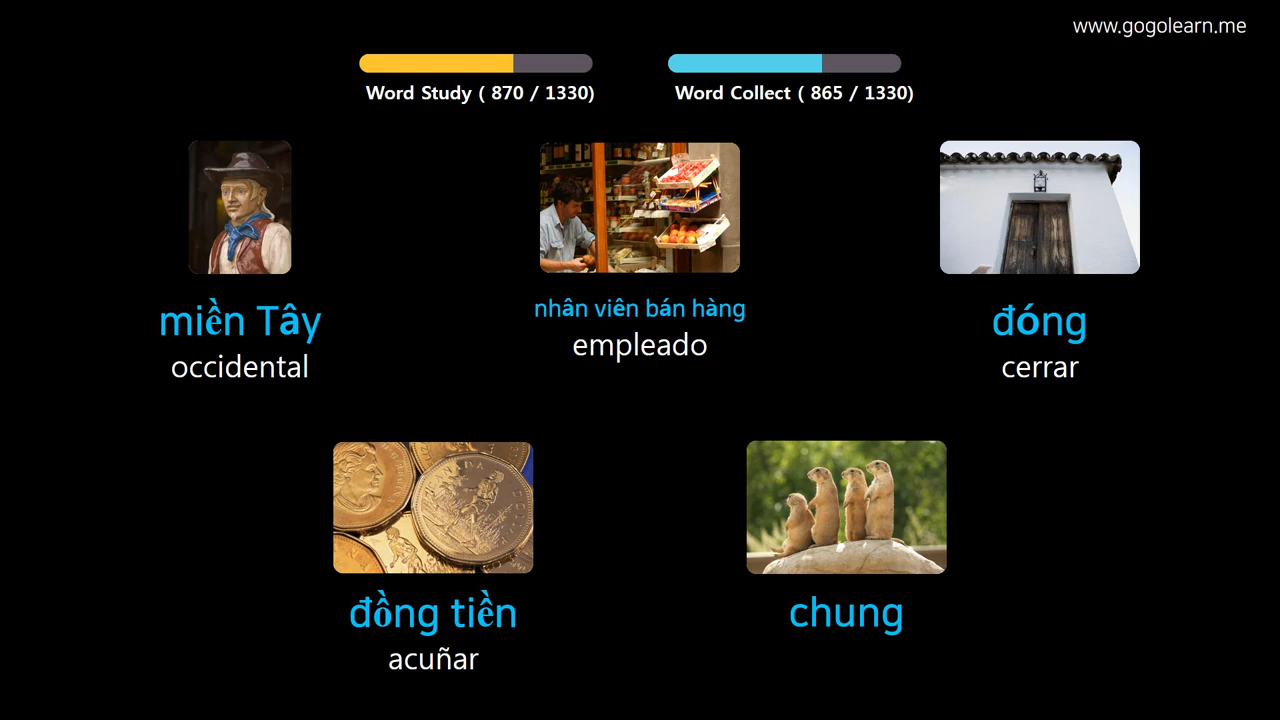 www.gogolearn.me
Word Study ( 870 / 1330)
Word Collect ( 865 / 1330)
miền Tây
occidental
nhân viên bán hàng
empleado
đóng
cerrar
đồng tiền
acuñar
chung